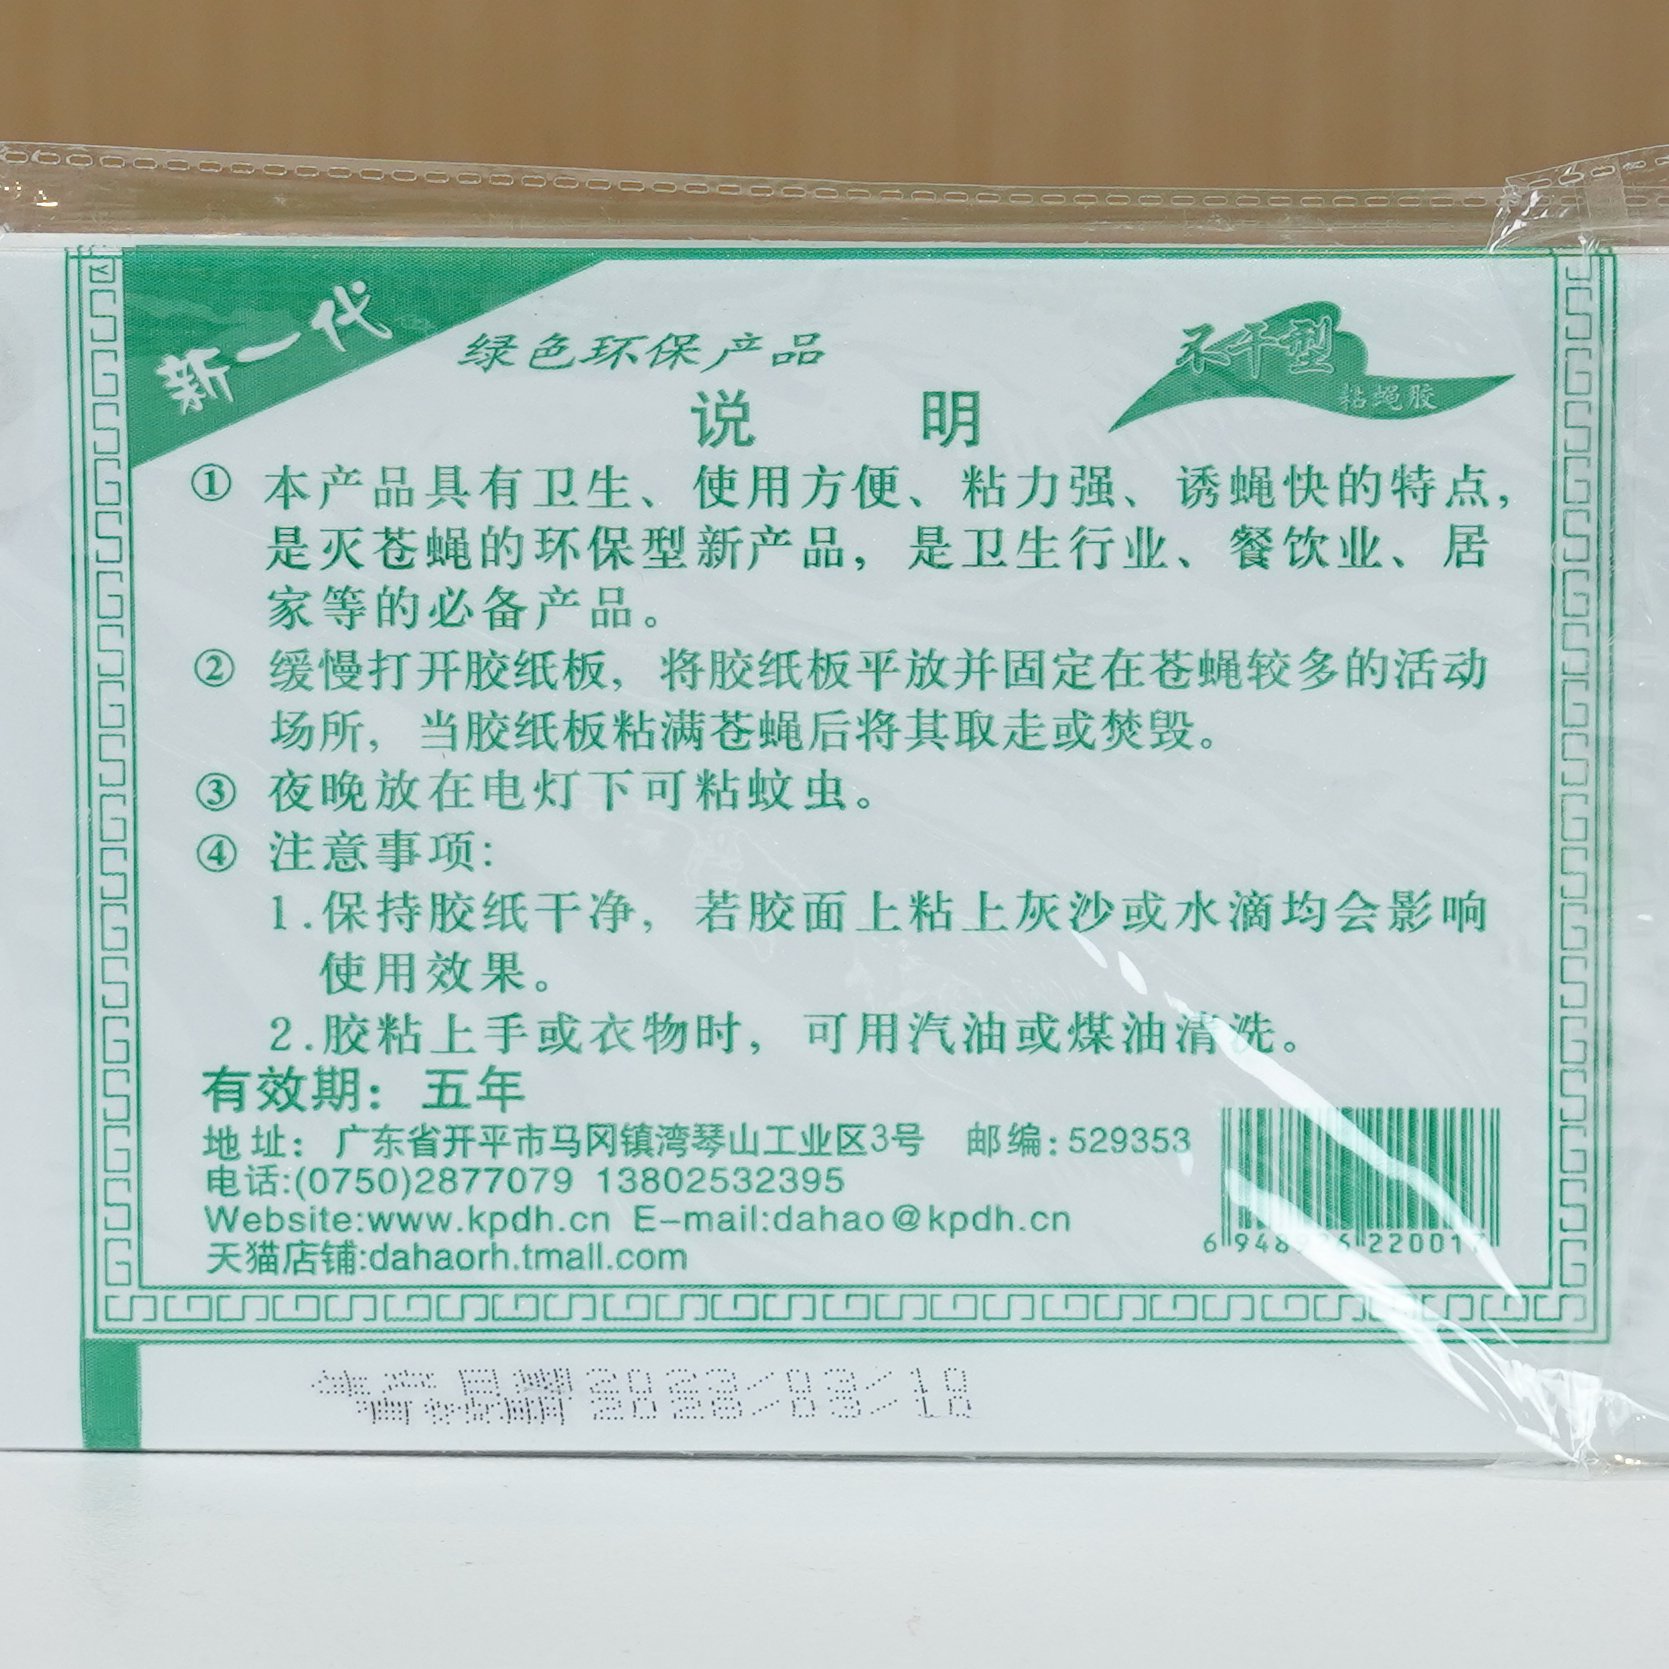 新一代
绿色环保产品
不干型
粘蝇胶
说 明
① 本产品具有卫生、使用方便、粘力强、诱蝇快的特点,
是灭苍蝇的环保型新产品，是卫生行业、餐饮业、居
家等的必备产品。
② 缓慢打开胶纸板，将胶纸板平放并固定在苍蝇较多的活动
场所，当胶纸板粘满苍蝇后将其取走或焚毁。
③ 夜晚放在电灯下可粘蚊虫。
④ 注意事项：
1.保持胶纸干净，若胶面上粘上灰沙或水滴均会影响
使用效果。
2.胶粘上手或衣物时，可用汽油或煤油清洗。
有效期：五年
地址：广东省开平市马冈镇湾琴山工业区3号 邮编：529353
电话:(0750)2877079 13802532395
Website:www.kpdh.cn E-mail:dahao@kpdh.cn
天猫店铺:dahaorh.tmall.com
生产日期